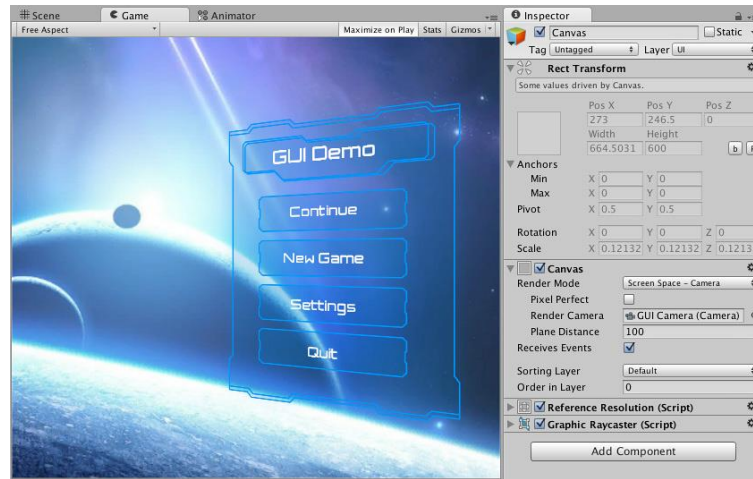 Scene Game Animator
Free Aspect Maximize on Play Stats Gizmos
GUI Demo
Continue
New Game
Settings
Quit
Inspector
Canvas Static
Tag Untagged Layer UI
Rect Transform
Some values driven by Canvas.
Pos X Pos Y Pos Z
273 246.5 0
Width Height
664.5031 600
b
Anchors
Min X 0 Y 0
Max X 0 Y 0
Pivot X 0.5 Y 0.5
Rotation X 0 Y 0 Z 0
Scale X 0.12132 Y 0.12132 Z 0.1213
Canvas
Render Mode Screen Space - Camera
Pixel Perfect
Render Camera GUI Camera (Camera)
Plane Distance 100
Receives Events
Sorting Layer Default
Order in Layer 0
Reference Resolution (Script)
Graphic Raycaster (Script)
Add Component